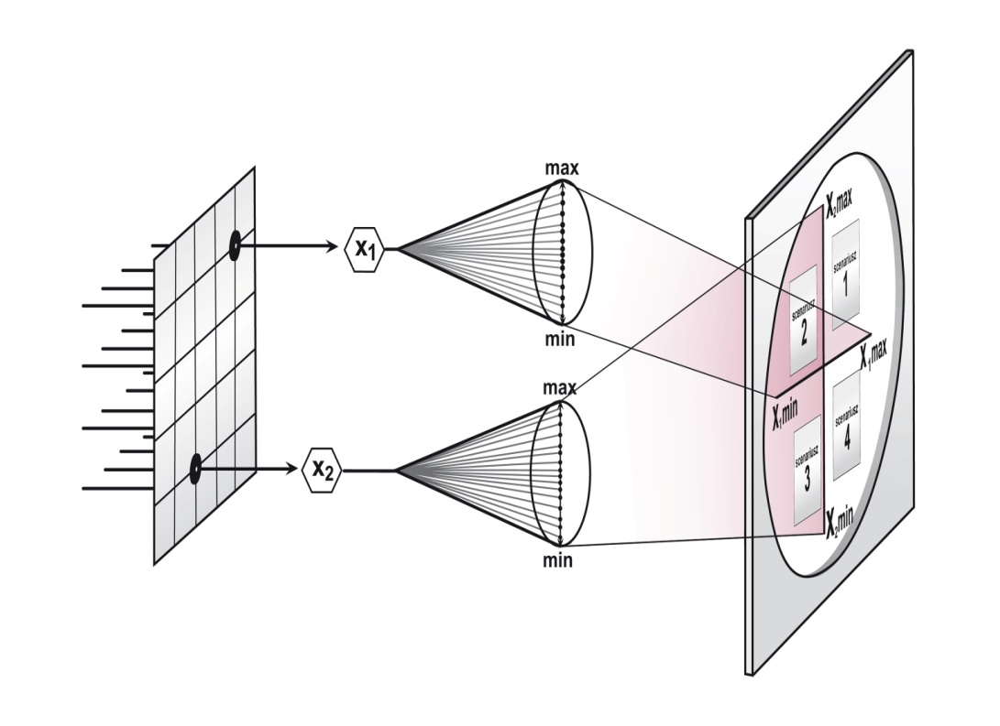 max
X₁
min
max
X₂
min
X₂max
scenariusz
1
scenariusz
2
X₁max
X₁min
scenariusz
3
scenariusz
4
X₂min